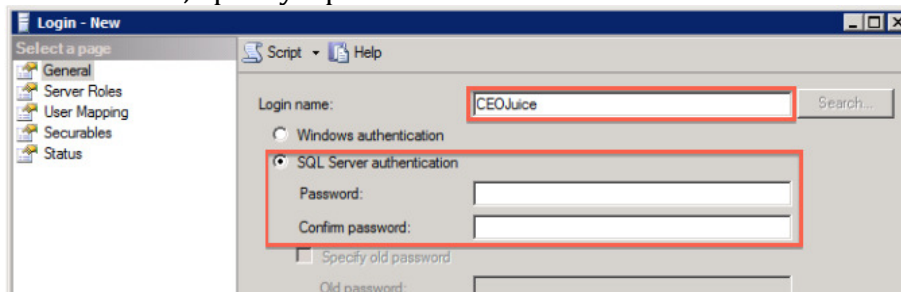 Login - New
Select a page
General
Server Roles
User Mapping
Securables
Status
Script Help
Login name: CEOJuice Search...
Windows authentication
SQL Server authentication
Password:
Confirm password:
Specify old password
Old password: